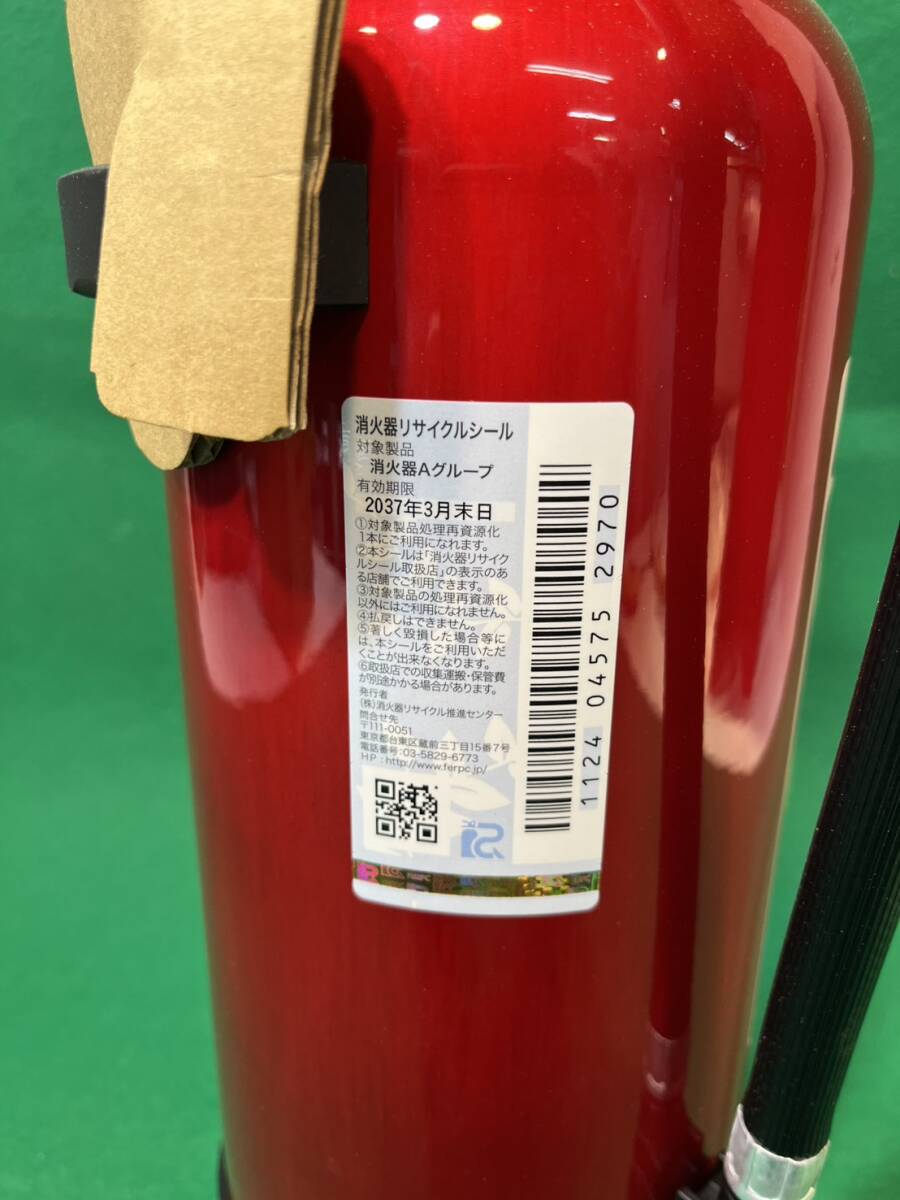 消火器リサイクルシール
対象製品
消火器Aグループ
有効期限
2037年3月末日
①対象製品処理再資源化
1本にご利用になれます。
②本シールは「消火器リサイク
ルシール取扱店」の表示のあ
る店舗でご利用できます。
③対象製品の処理再資源化
以外にはご利用になれません。
④払戻しはできません。
⑤著しく毀損した場合等に
は、本シールをご利用いただ
くことが出来なくなります。
⑥取扱店での収集運搬・保管費
が別途かかる場合があります。
発行者
(株)消火器リサイクル推進センター
問合せ先
〒111-0051
東京都台東区蔵前三丁目15番7号
電話番号:03-5829-6773
HP:http://www.ferpc.jp/
1124 04575 2970